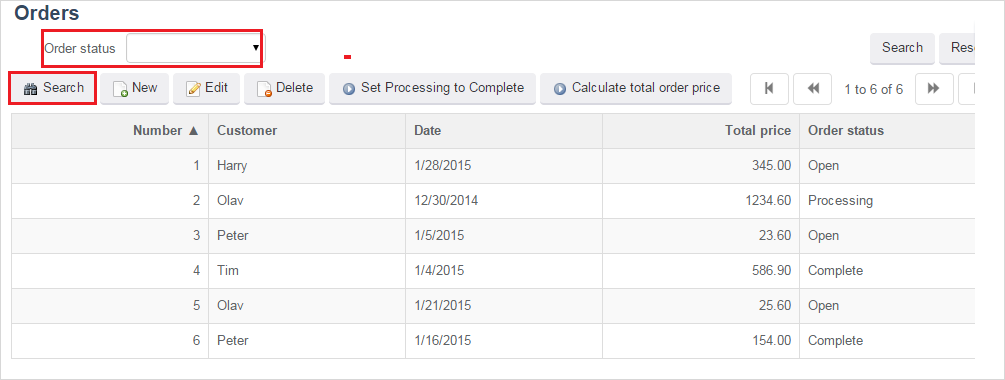 Orders
Order status Search Rese
Search New Edit Delete Set Processing to Complete Calculate total order price 1 to 6 of 6
Number ▲ Customer Date Total price Order status
1 Harry 1/28/2015 345.00 Open
2 Olav 12/30/2014 1234.60 Processing
3 Peter 1/5/2015 23.60 Open
4 Tim 1/4/2015 586.90 Complete
5 Olav 1/21/2015 25.60 Open
6 Peter 1/16/2015 154.00 Complete